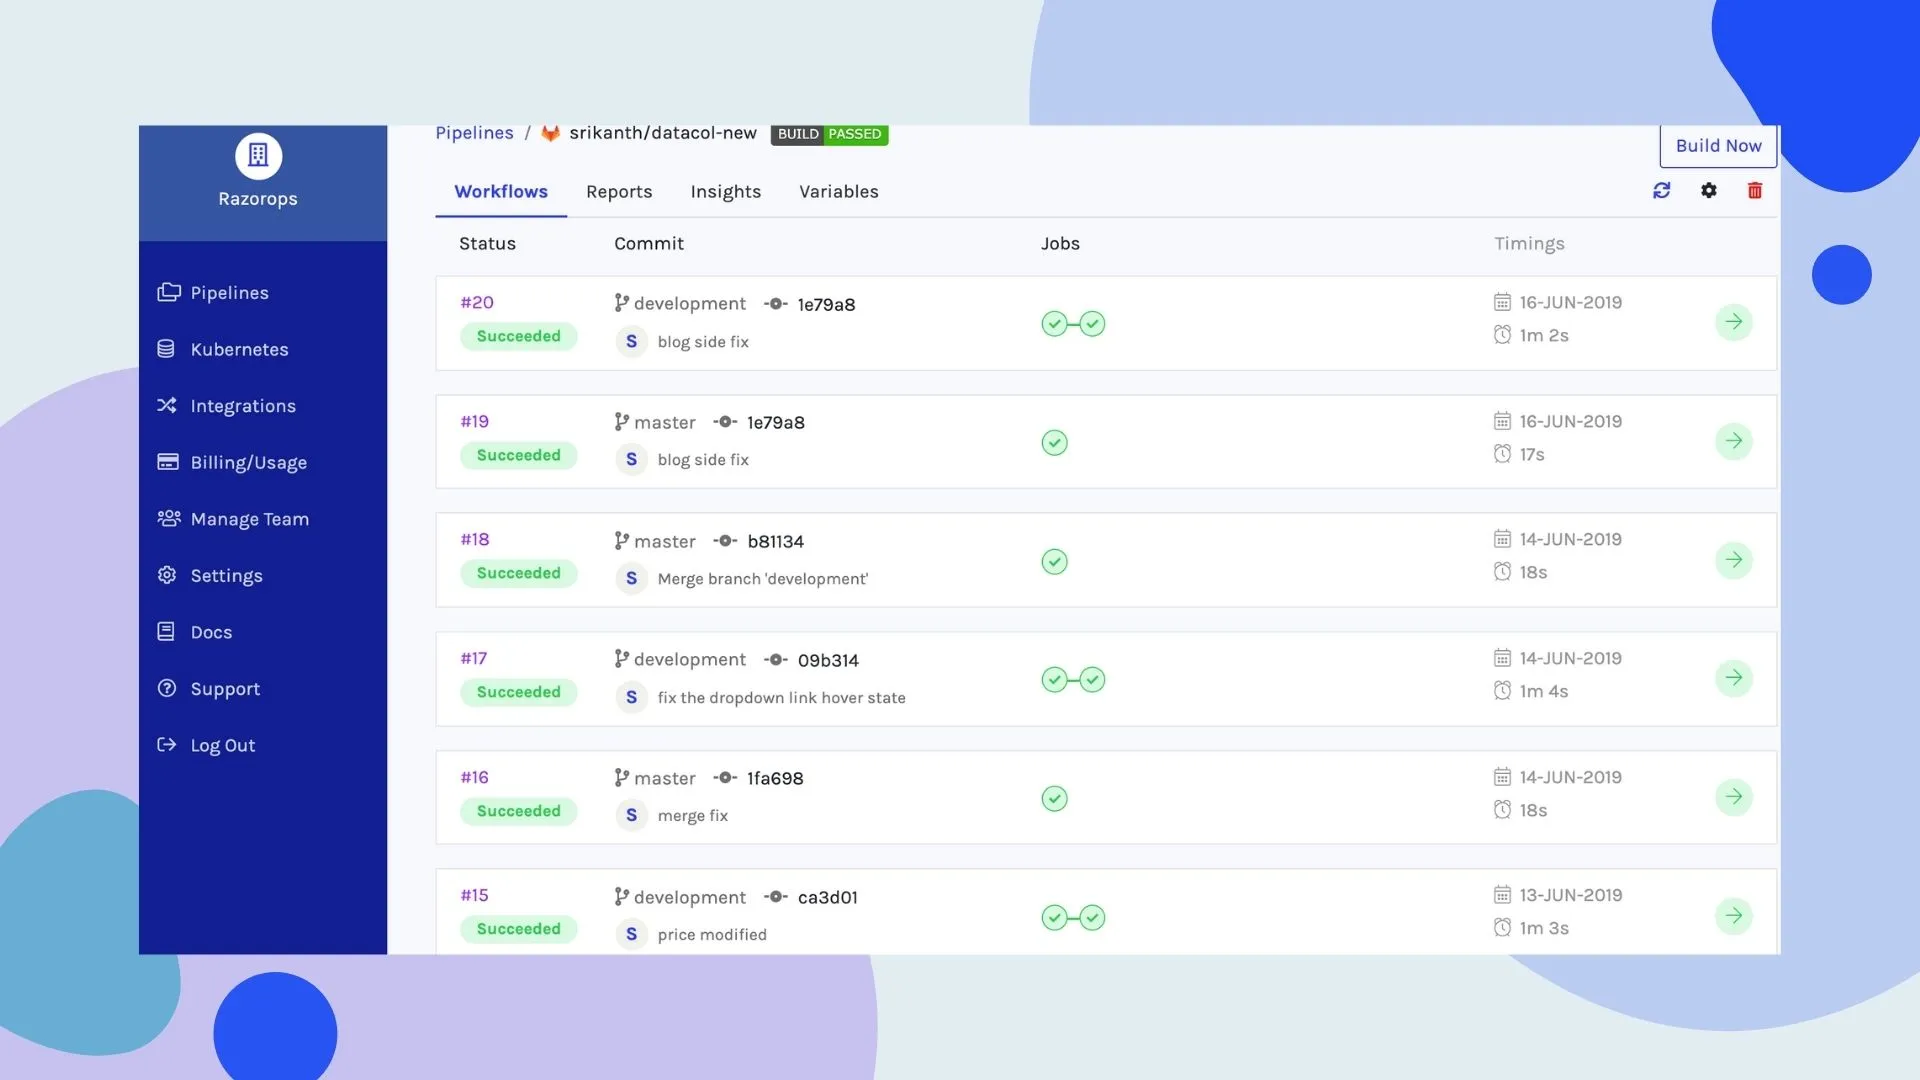 Razorops
Pipelines
Kubernetes
Integrations
Billing/Usage
Manage Team
Settings
Docs
Support
Log Out
Pipelines / srikanth/datacol-new BUILD PASSED
Build Now
Workflows Reports Insights Variables
Status Commit Jobs Timings
#20 development 1e79a8 16-JUN-2019
Succeeded S blog side fix 1m 2s
#19 master 1e79a8 16-JUN-2019
Succeeded S blog side fix 17s
#18 master b81134 14-JUN-2019
Succeeded S Merge branch 'development' 18s
#17 development 09b314 14-JUN-2019
Succeeded S fix the dropdown link hover state 1m 4s
#16 master 1fa698 14-JUN-2019
Succeeded S merge fix 18s
#15 development ca3d01 13-JUN-2019
Succeeded S price modified 1m 3s